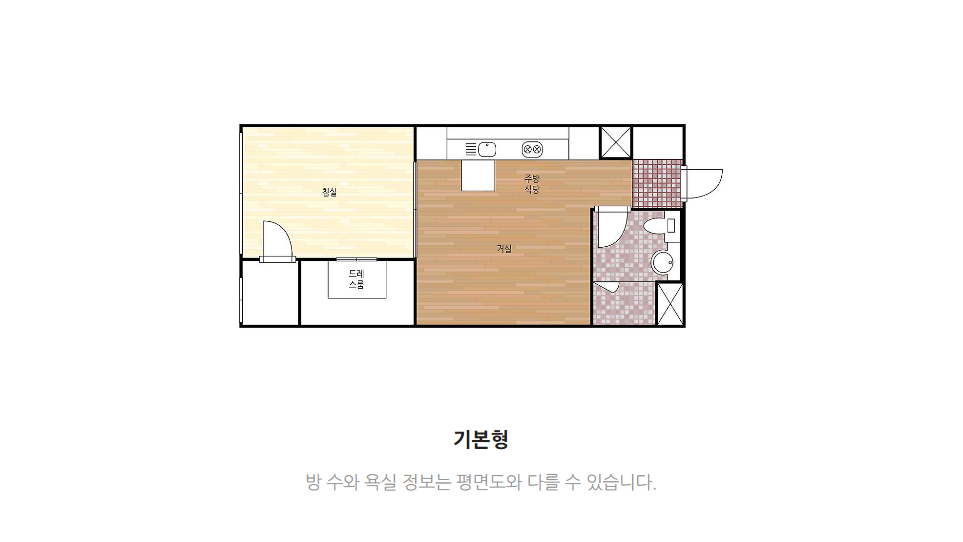 침실
주방
식당
거실
드레
스룸
기본형
방 수와 욕실 정보는 평면도와 다를 수 있습니다.